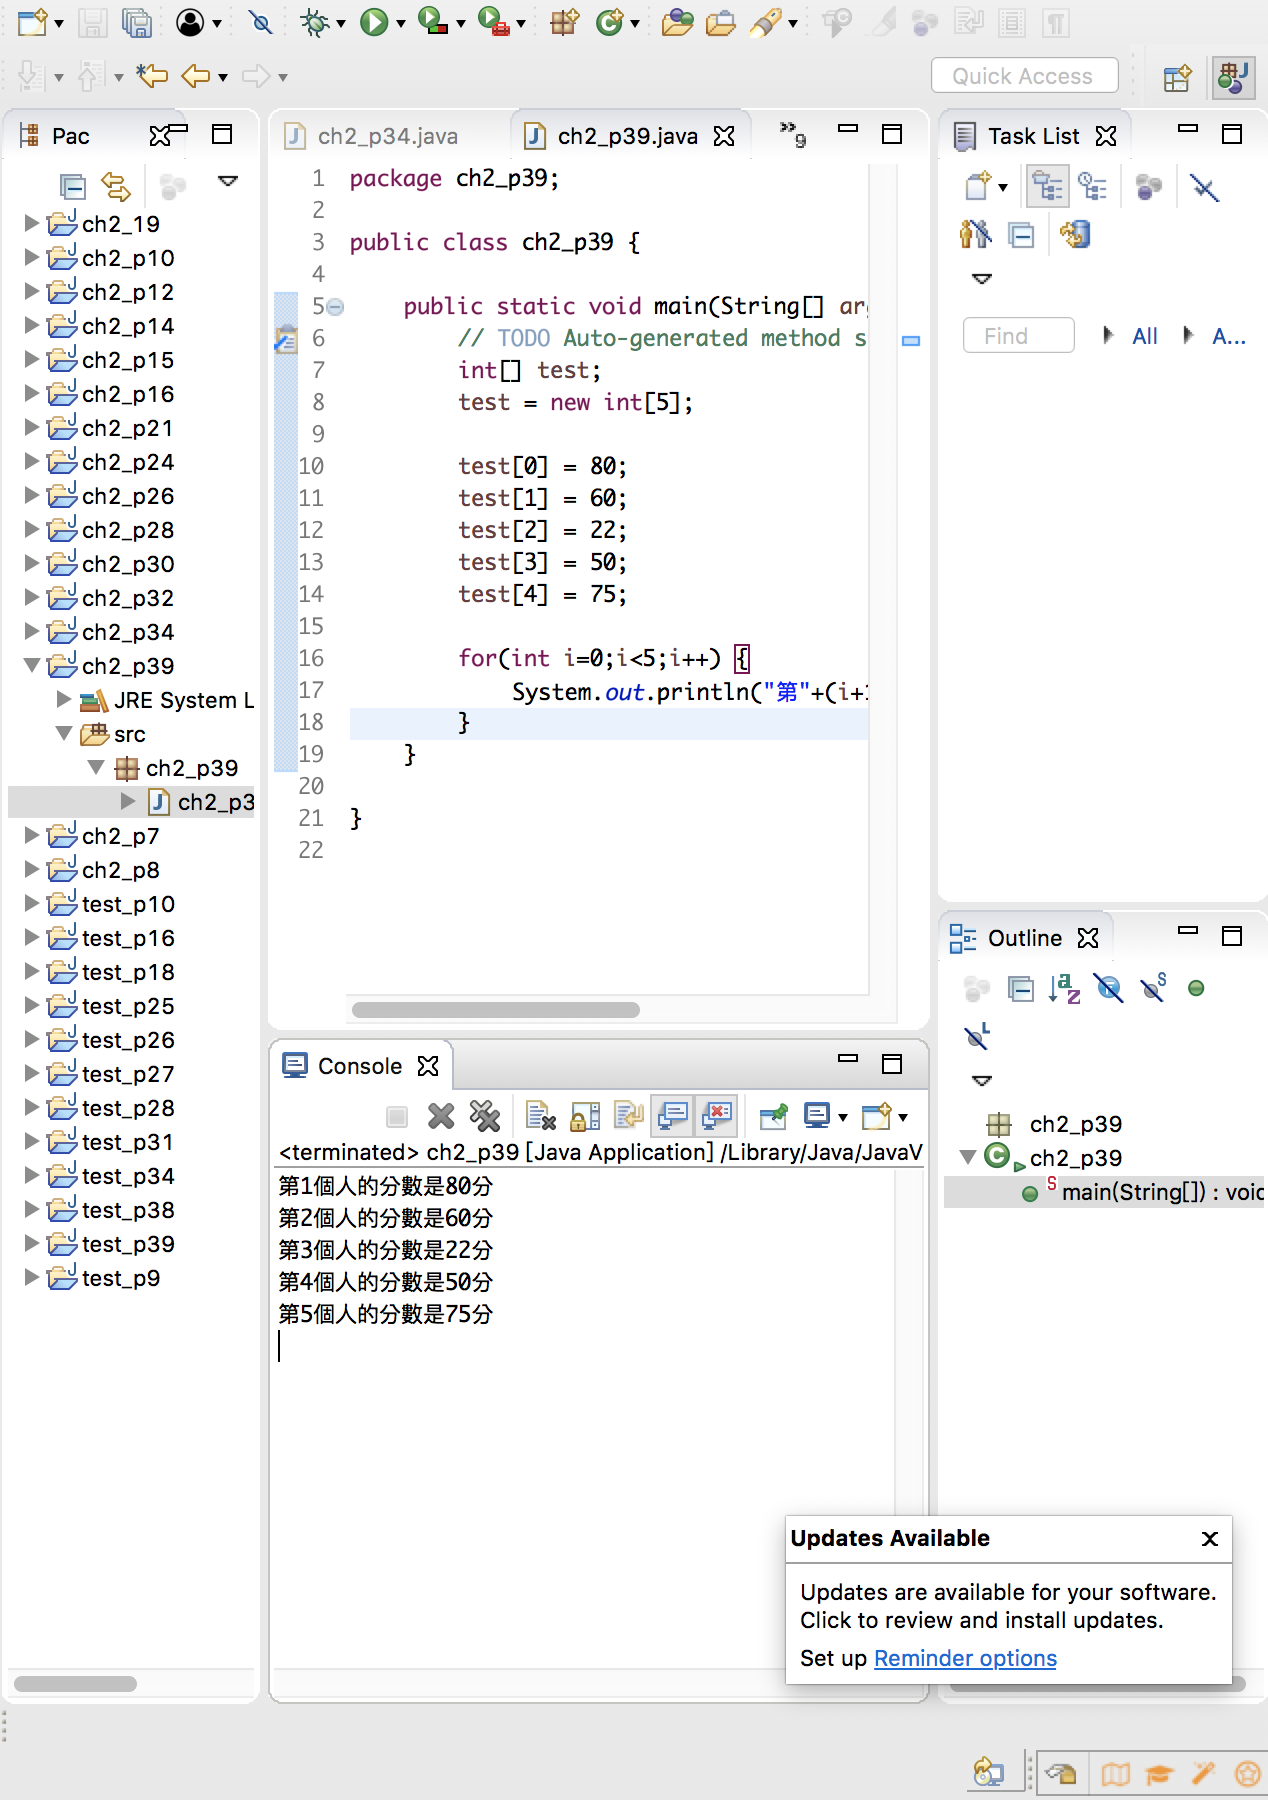 Quick Access
Pac
ch2_19
ch2_p10
ch2_p12
ch2_p14
ch2_p15
ch2_p16
ch2_p21
ch2_p24
ch2_p26
ch2_p28
ch2_p30
ch2_p32
ch2_p34
ch2_p39
JRE System L
src
ch2_p39
ch2_p3
ch2_p7
ch2_p8
test_p10
test_p16
test_p18
test_p25
test_p26
test_p27
test_p28
test_p31
test_p34
test_p38
test_p39
test_p9
ch2_p34.java
ch2_p39.java
»9
1 package ch2_p39;
2
3 public class ch2_p39 {
4
5 public static void main(String[] ar
6 // TODO Auto-generated method s
7 int[] test;
8 test = new int[5];
9
10 test[0] = 80;
11 test[1] = 60;
12 test[2] = 22;
13 test[3] = 50;
14 test[4] = 75;
15
16 for(int i=0;i<5;i++) {
17 System.out.println("第"+(i+1
18 }
19 }
20
21 }
22
Console
<terminated> ch2_p39 [Java Application] /Library/Java/JavaV
第1個人的分數是80分
第2個人的分數是60分
第3個人的分數是22分
第4個人的分數是50分
第5個人的分數是75分
Task List
Find
All
A...
Outline
ch2_p39
ch2_p39
main(String[]) : void
Updates Available
Updates are available for your software.
Click to review and install updates.
Set up Reminder options